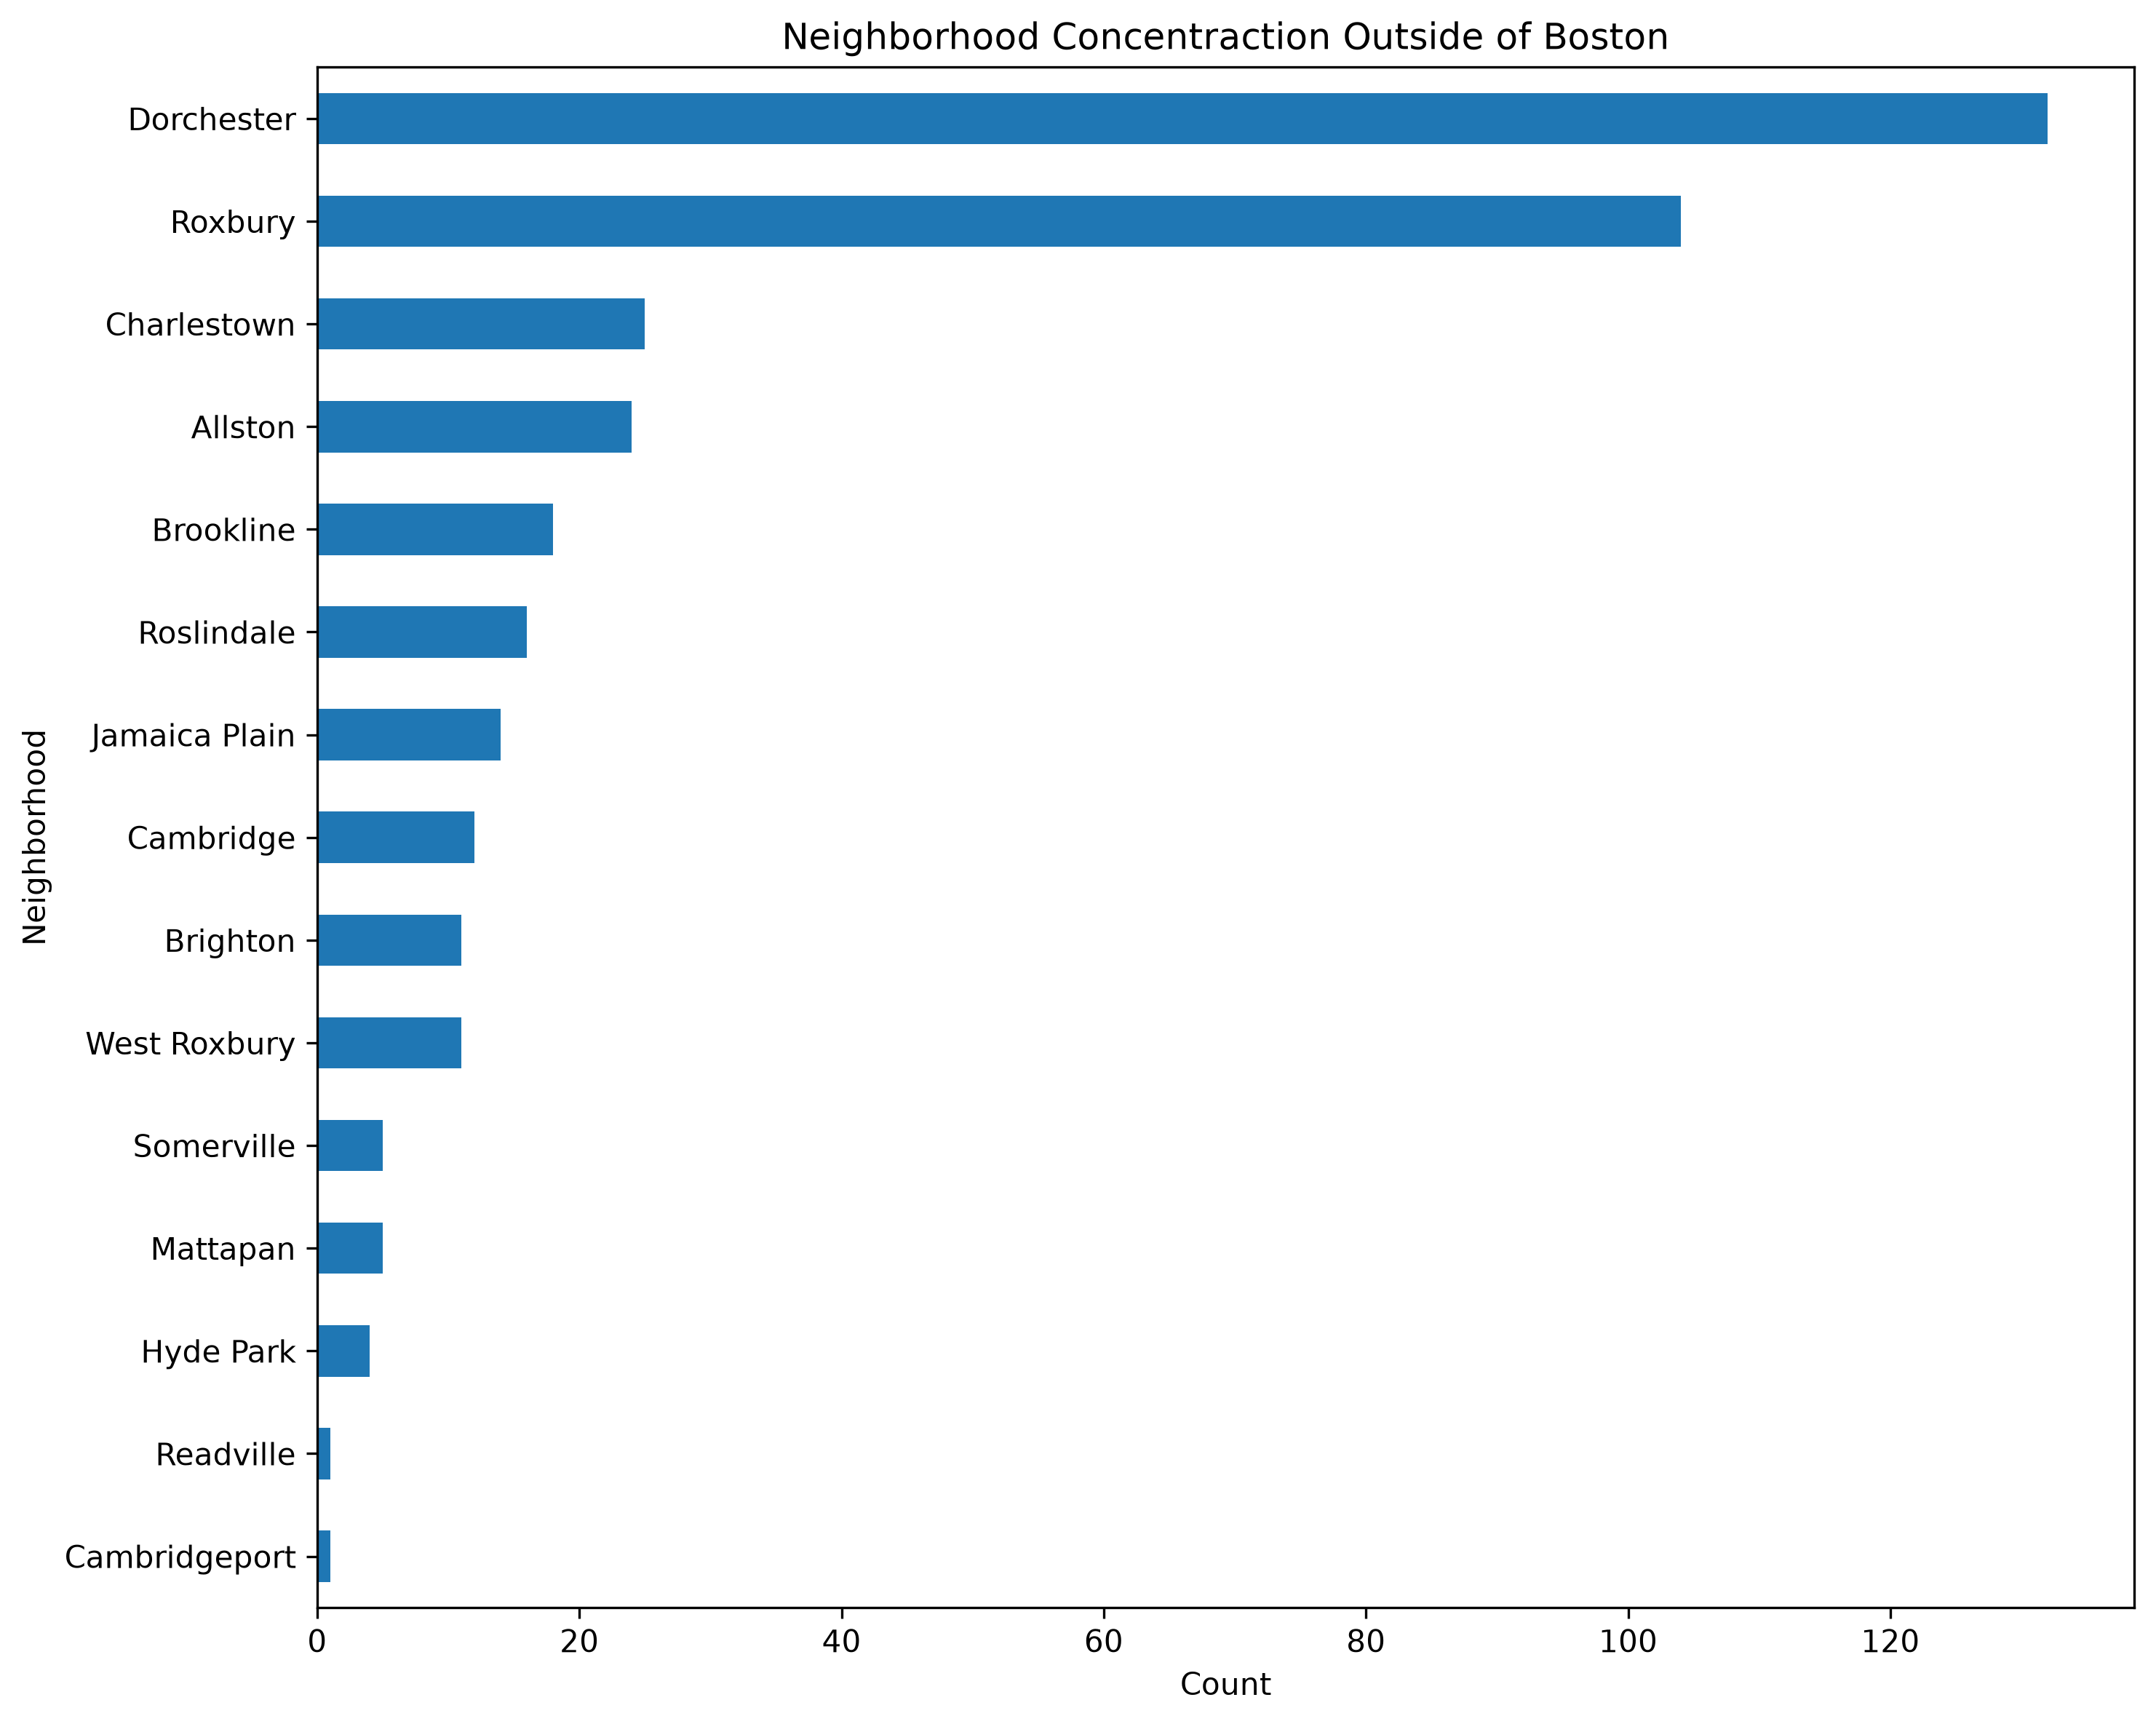 Neighborhood Concentraction Outside of Boston
Neighborhood
Dorchester
Roxbury
Charlestown
Allston
Brookline
Roslindale
Jamaica Plain
Cambridge
Brighton
West Roxbury
Somerville
Mattapan
Hyde Park
Readville
Cambridgeport
0 20 40 60 80 100 120
Count